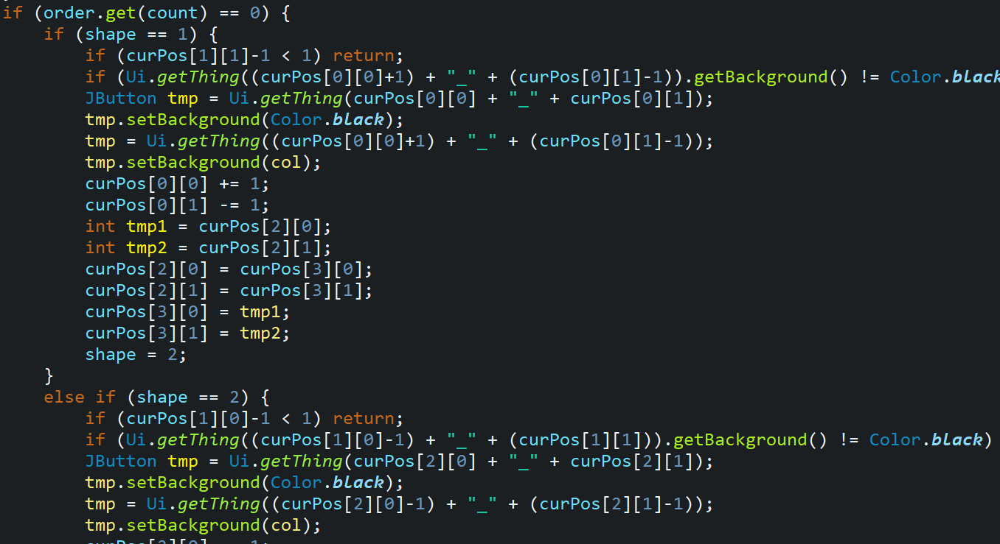 if (order.get(count) == 0) {
if (shape == 1) {
if (curPos[1][1]-1 < 1) return;
if (Ui.getThing((curPos[0][0]+1) + "_" + (curPos[0][1]-1)).getBackground() != Color.black
JButton tmp = Ui.getThing(curPos[0][0] + "_" + curPos[0][1]);
tmp.setBackground(Color.black);
tmp = Ui.getThing((curPos[0][0]+1) + "_" + (curPos[0][1]-1));
tmp.setBackground(col);
curPos[0][0] += 1;
curPos[0][1] -= 1;
int tmp1 = curPos[2][0];
int tmp2 = curPos[2][1];
curPos[2][0] = curPos[3][0];
curPos[2][1] = curPos[3][1];
curPos[3][0] = tmp1;
curPos[3][1] = tmp2;
shape = 2;
}
else if (shape == 2) {
if (curPos[1][0]-1 < 1) return;
if (Ui.getThing((curPos[1][0]-1) + "_" + (curPos[1][1])).getBackground() != Color.black)
JButton tmp = Ui.getThing(curPos[2][0] + "_" + curPos[2][1]);
tmp.setBackground(Color.black);
tmp = Ui.getThing((curPos[2][0]-1) + "_" + (curPos[2][1]-1));
tmp.setBackground(col);